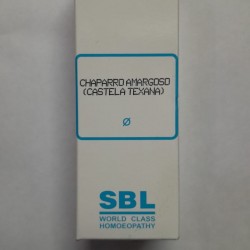 CHAPARRO AMARGOSO
(CASTELA TEXANA)
Ø
SBL
WORLD CLASS
HOMOEOPATHY